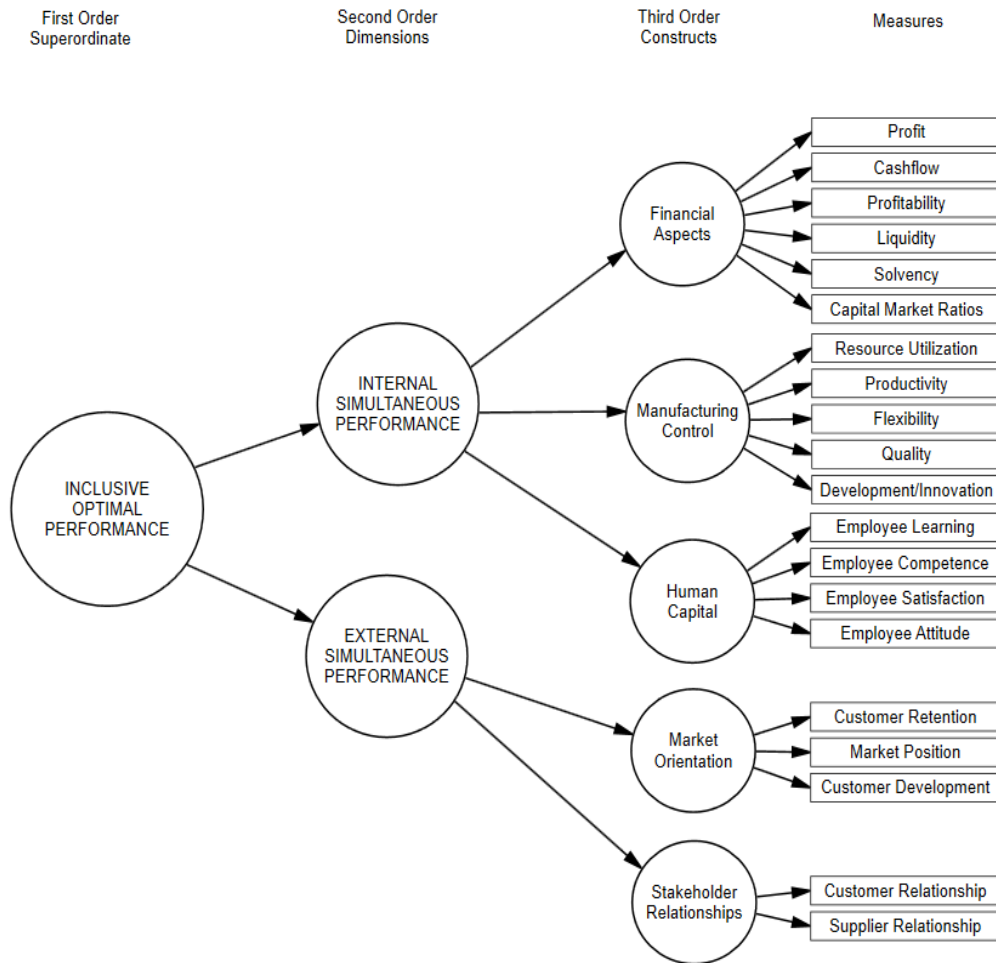 First Order
Superordinate
Second Order
Dimensions
Third Order
Constructs
Measures
INCLUSIVE
OPTIMAL
PERFORMANCE
INTERNAL
SIMULTANEOUS
PERFORMANCE
EXTERNAL
SIMULTANEOUS
PERFORMANCE
Financial
Aspects
Manufacturing
Control
Human
Capital
Market
Orientation
Stakeholder
Relationships
Profit
Cashflow
Profitability
Liquidity
Solvency
Capital Market Ratios
Resource Utilization
Productivity
Flexibility
Quality
Development/Innovation
Employee Learning
Employee Competence
Employee Satisfaction
Employee Attitude
Customer Retention
Market Position
Customer Development
Customer Relationship
Supplier Relationship